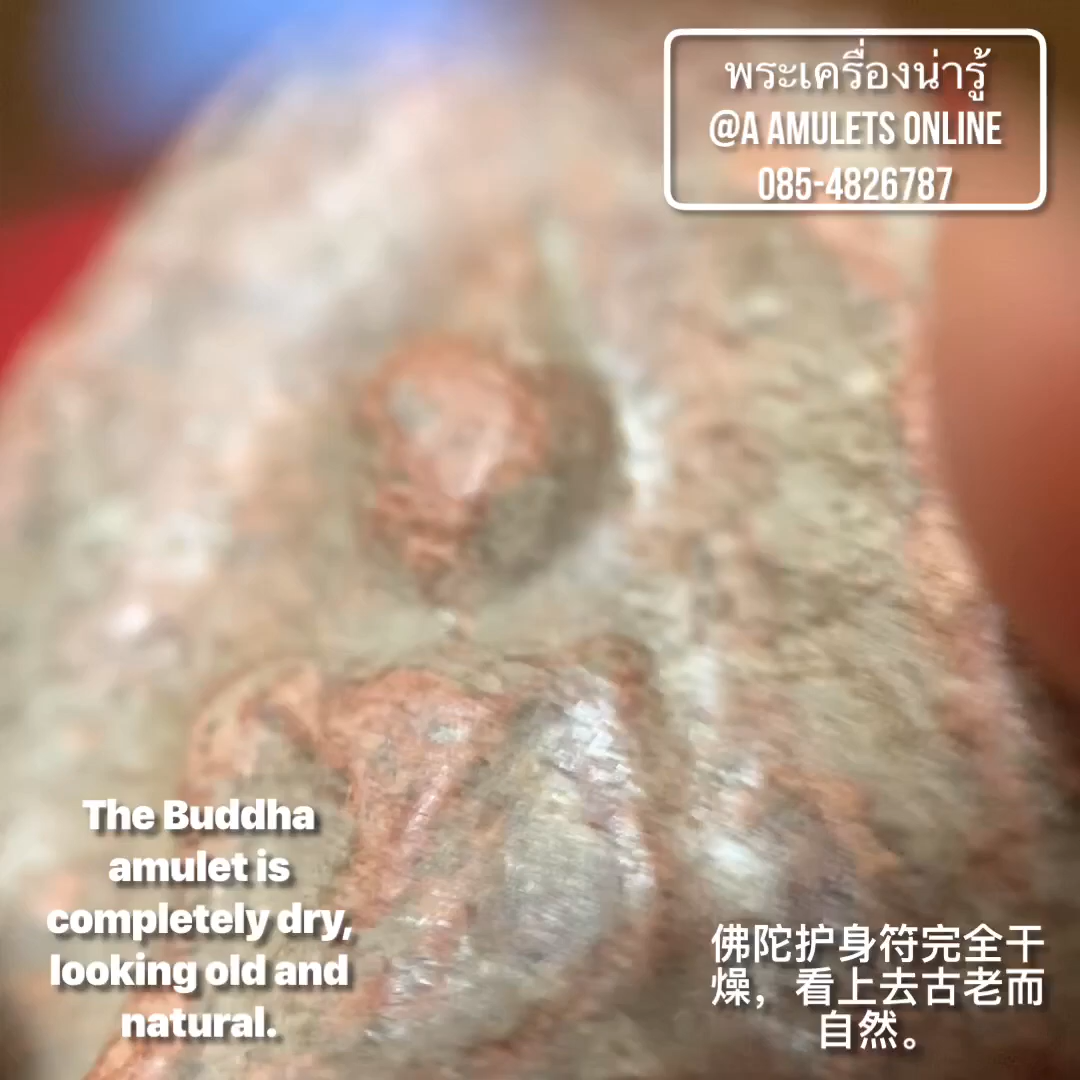 พระเครื่องน่ารู้
@A AMULETS ONLINE
085-4826787
The Buddha
amulet is
completely dry,
looking old and
natural.
佛陀护身符完全干
燥，看上去古老而
自然。